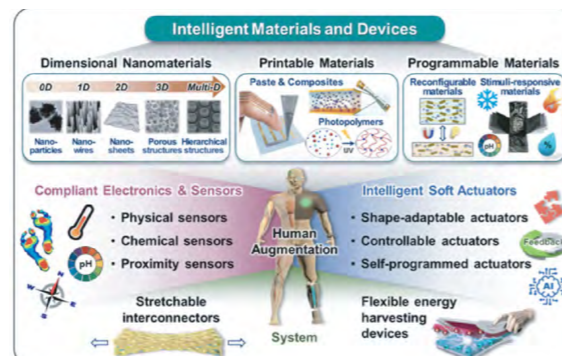 Intelligent Materials and Devices
Dimensional Nanomaterials
0D 1D 2D 3D Multi-D
Nano-
particles
Nano-
wires
Nano-
sheets
Porous
structures
Hierarchical
structures
Printable Materials
Paste & Composites
Photopolymers
UV
Programmable Materials
Reconfigurable
materials
Stimuli-responsive
materials
pH
%
Compliant Electronics & Sensors
• Physical sensors
• Chemical sensors
• Proximity sensors
pH
Human
Augmentation
Intelligent Soft Actuators
• Shape-adaptable actuators
• Controllable actuators
• Self-programmed actuators
Feedback
AI
Stretchable
interconnectors
System
Flexible energy
harvesting
devices